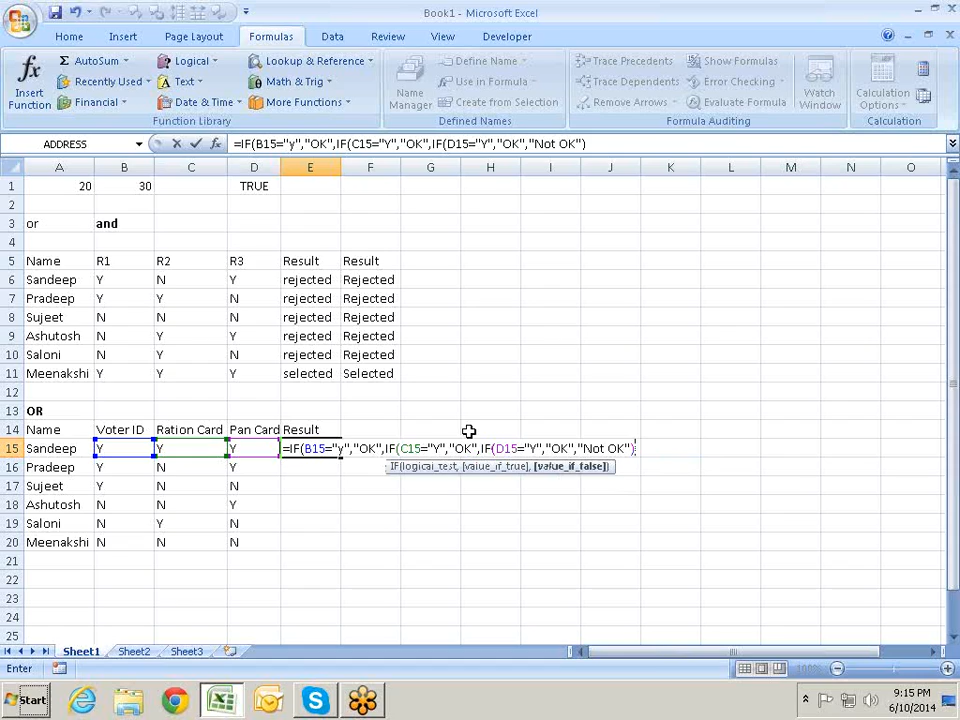 Book1 - Microsoft Excel
Home Insert Page Layout Formulas Data Review View Developer
Insert Function
Σ AutoSum
Recently Used
Financial
Logical
Text
Date & Time
Lookup & Reference
Math & Trig
More Functions
Function Library
Name Manager
Define Name
Use in Formula
Create from Selection
Defined Names
Trace Precedents
Trace Dependents
Remove Arrows
Show Formulas
Error Checking
Evaluate Formula
Formula Auditing
Watch Window
Calculation Options
Calculation
ADDRESS fx =IF(B15="y","OK",IF(C15="Y","OK",IF(D15="Y","OK","Not OK")
A B C D E F G H I J K L M N O
1 20 30 TRUE
2
3 or and
4
5 Name R1 R2 R3 Result Result
6 Sandeep Y N Y rejected Rejected
7 Pradeep Y Y N rejected Rejected
8 Sujeet N N N rejected Rejected
9 Ashutosh N Y Y rejected Rejected
10 Saloni N Y N rejected Rejected
11 Meenakshi Y Y Y selected Selected
12
13 OR
14 Name Voter ID Ration Card Pan Card Result
15 Sandeep Y Y Y =IF(B15="y","OK",IF(C15="Y","OK",IF(D15="Y","OK","Not OK")
IF(logical_test, [value_if_true], [value_if_false])
16 Pradeep Y N Y
17 Sujeet Y N N
18 Ashutosh N N Y
19 Saloni N Y N
20 Meenakshi N N N
21
22
23
24
25
Sheet1 Sheet2 Sheet3
Enter 100%
Start 9:15 PM
6/10/2014